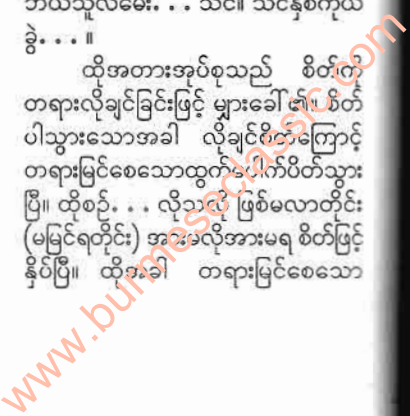 ဘယ်သူလဲမေး. . . သင်။ သင်နှစ်ကိုယ်
ခွဲ. . . ။
ထိုအတားအုပ်စုသည် စိတ်ကို
တရားလိုချင်ခြင်းဖြင့် မျှားခေါ်၏။ စိတ်
ပါသွားသောအခါ လိုချင်စိတ်ကြောင့်
တရားမြင်စေသောထွက်ပေါက်ပိတ်သွား
ပြီ။ ထိုစဉ်. . . လိုသလို ဖြစ်မလာတိုင်း
(မမြင်ရတိုင်း) အားမလိုအားမရ စိတ်ဖြင့်
နှိပ်ပြီ။ ထိုအခါ တရားမြင်စေသော
www.burmeseclassic.com